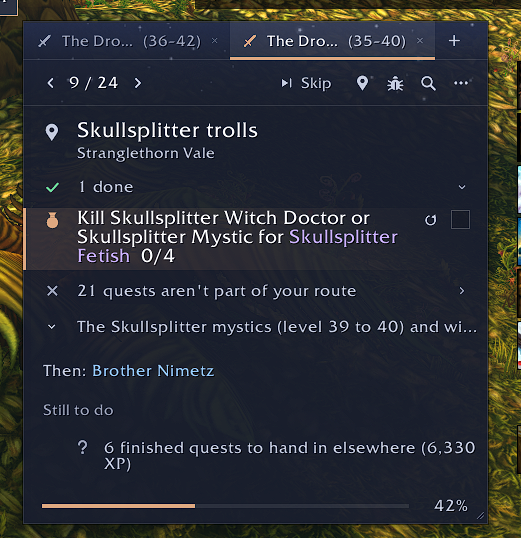 The Dro... (36-42) × The Dro... (35-40) × +
9 / 24 Skip ...
Skullsplitter trolls
Stranglethorn Vale
1 done
Kill Skullsplitter Witch Doctor or
Skullsplitter Mystic for Skullsplitter
Fetish 0/4
21 quests aren't part of your route
The Skullsplitter mystics (level 39 to 40) and wi...
Then: Brother Nimetz
Still to do
? 6 finished quests to hand in elsewhere (6,330
XP)
42%